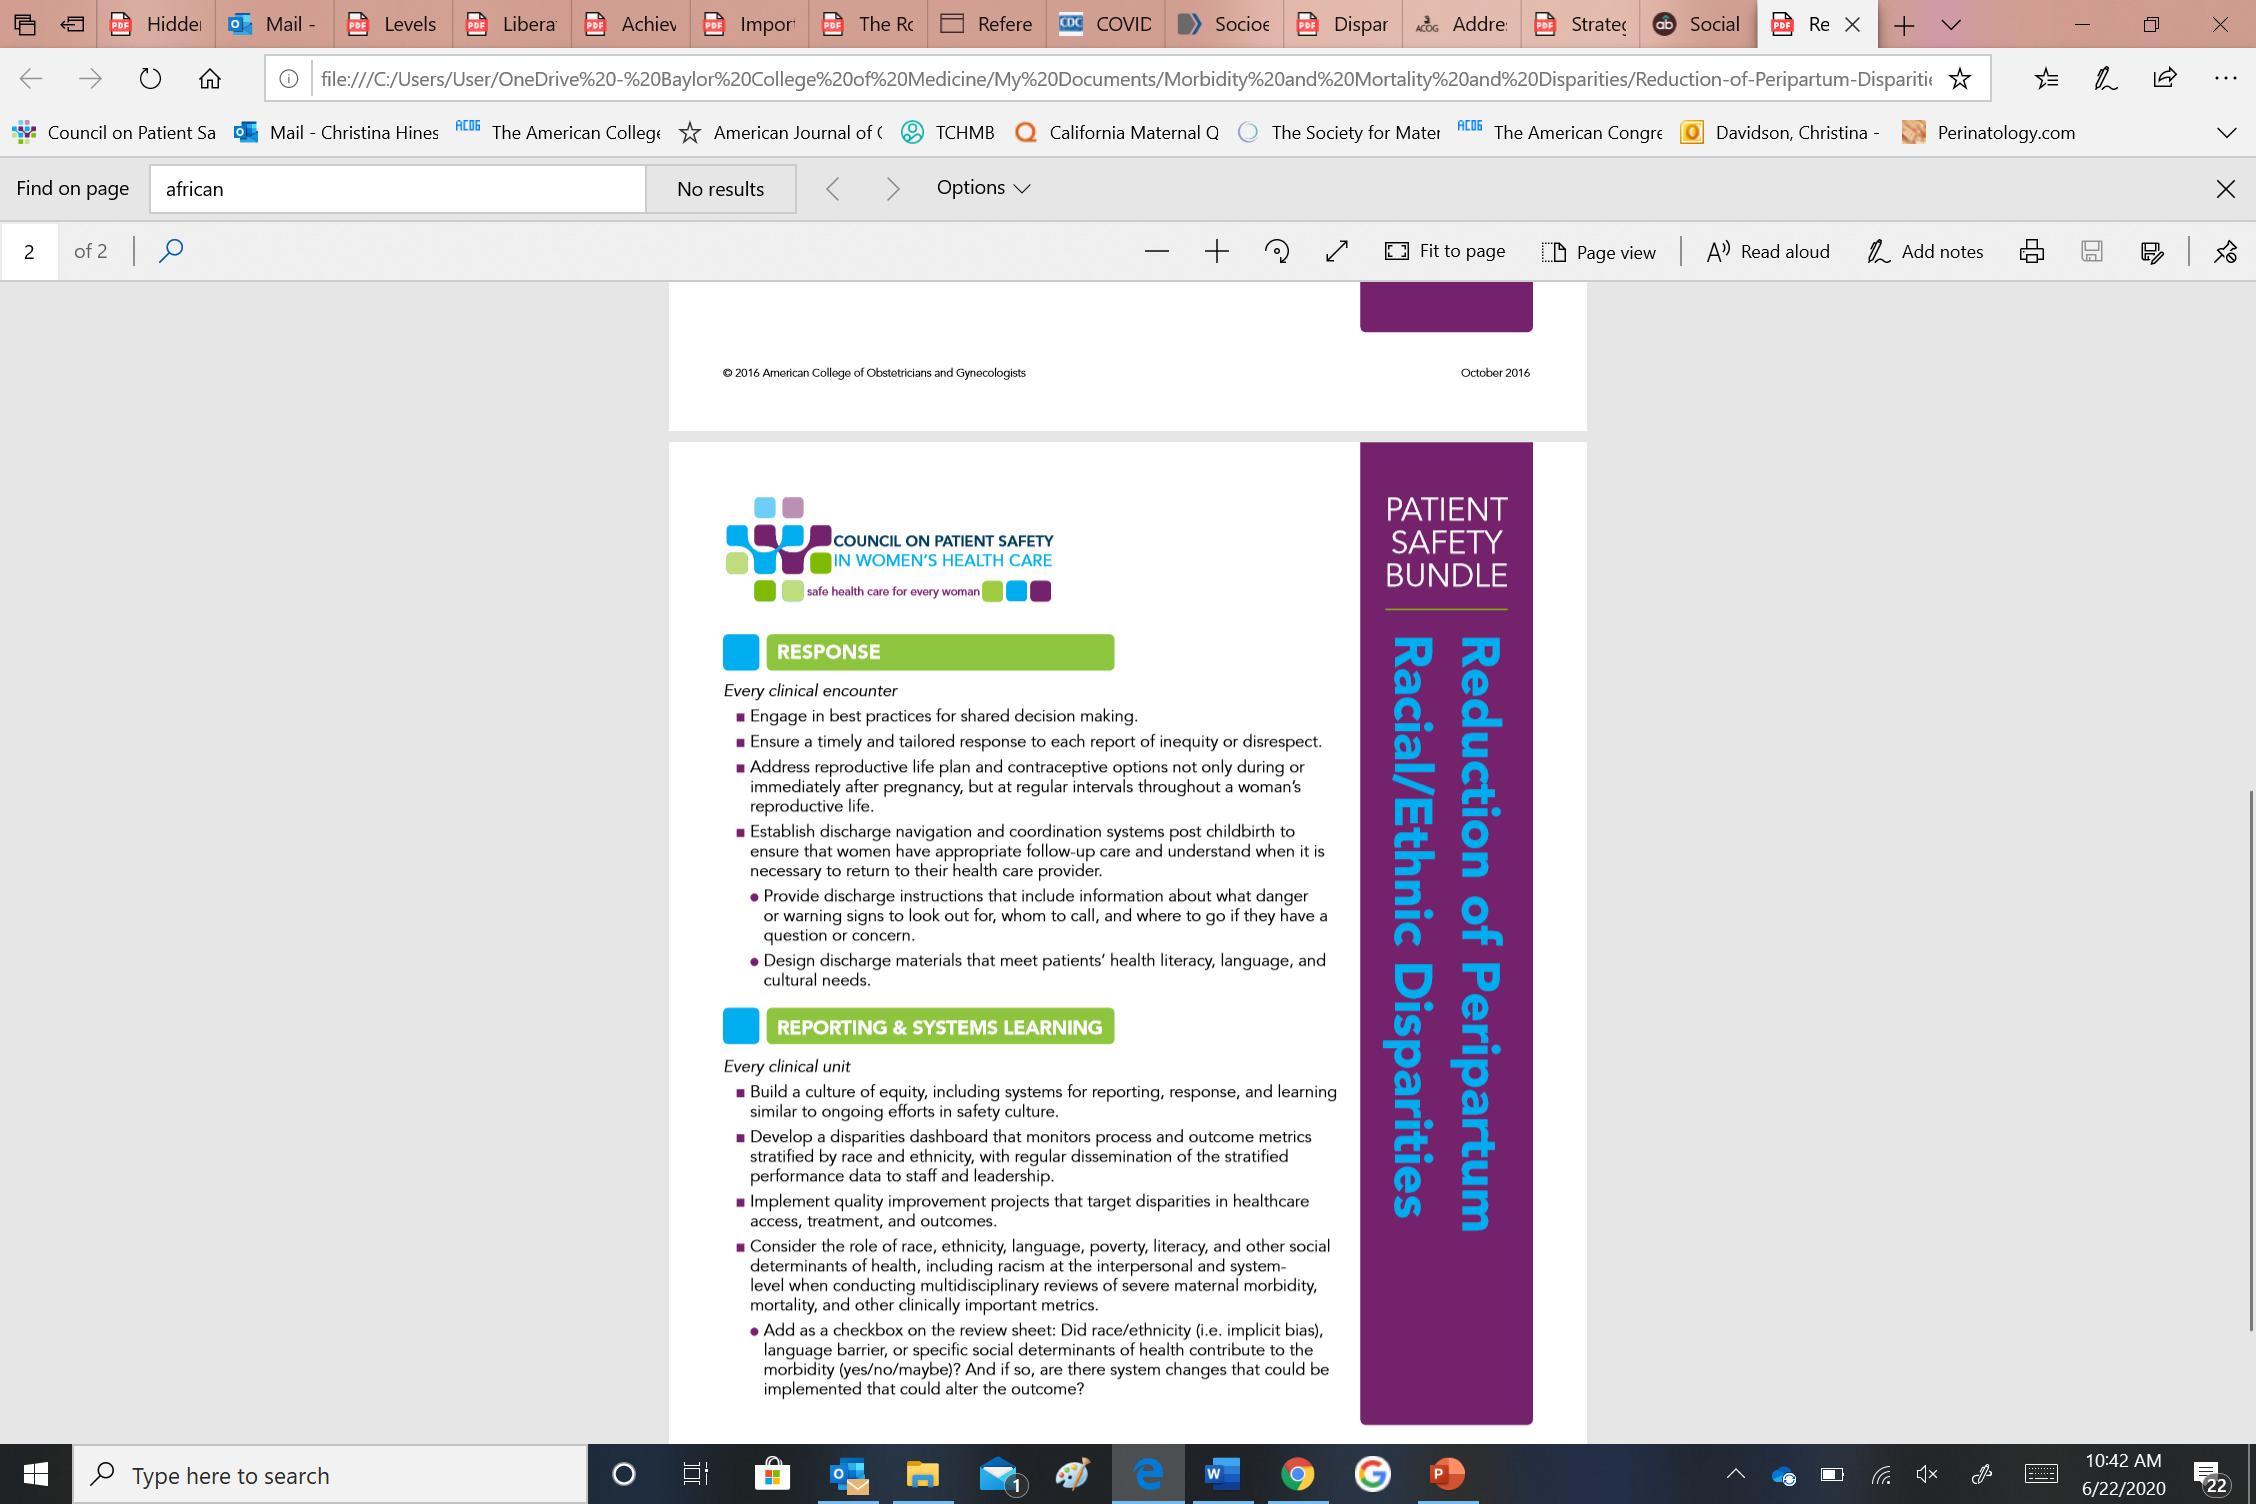 Hidde
Mail -
Levels
Libera
Achiev
Impor
The Ro
Refere
COVID
Socioe
Dispar
Addre
Strateg
Social
Re
file:///C:/Users/User/OneDrive%20-%20Baylor%20College%20of%20Medicine/My%20Documents/Morbidity%20and%20Mortality%20and%20Disparities/Reduction-of-Peripartum-Disparitie
Council on Patient Sa
Mail - Christina Hines
The American College
American Journal of
TCHMB
California Maternal Q
The Society for Mater
The American Congre
Davidson, Christina -
Perinatology.com
Find on page
african
No results
Options
2 of 2
Fit to page
Page view
Read aloud
Add notes
© 2016 American College of Obstetricians and Gynecologists
October 2016
COUNCIL ON PATIENT SAFETY
IN WOMEN'S HEALTH CARE
safe health care for every woman
PATIENT
SAFETY
BUNDLE
Reduction of Peripartum
Racial/Ethnic Disparities
RESPONSE
Every clinical encounter
Engage in best practices for shared decision making.
Ensure a timely and tailored response to each report of inequity or disrespect.
Address reproductive life plan and contraceptive options not only during or
immediately after pregnancy, but at regular intervals throughout a woman's
reproductive life.
Establish discharge navigation and coordination systems post childbirth to
ensure that women have appropriate follow-up care and understand when it is
necessary to return to their health care provider.
Provide discharge instructions that include information about what danger
or warning signs to look out for, whom to call, and where to go if they have a
question or concern.
Design discharge materials that meet patients' health literacy, language, and
cultural needs.
REPORTING & SYSTEMS LEARNING
Every clinical unit
Build a culture of equity, including systems for reporting, response, and learning
similar to ongoing efforts in safety culture.
Develop a disparities dashboard that monitors process and outcome metrics
stratified by race and ethnicity, with regular dissemination of the stratified
performance data to staff and leadership.
Implement quality improvement projects that target disparities in healthcare
access, treatment, and outcomes.
Consider the role of race, ethnicity, language, poverty, literacy, and other social
determinants of health, including racism at the interpersonal and system-
level when conducting multidisciplinary reviews of severe maternal morbidity,
mortality, and other clinically important metrics.
Add as a checkbox on the review sheet: Did race/ethnicity (i.e. implicit bias),
language barrier, or specific social determinants of health contribute to the
morbidity (yes/no/maybe)? And if so, are there system changes that could be
implemented that could alter the outcome?
Type here to search
1
10:42 AM
6/22/2020
22